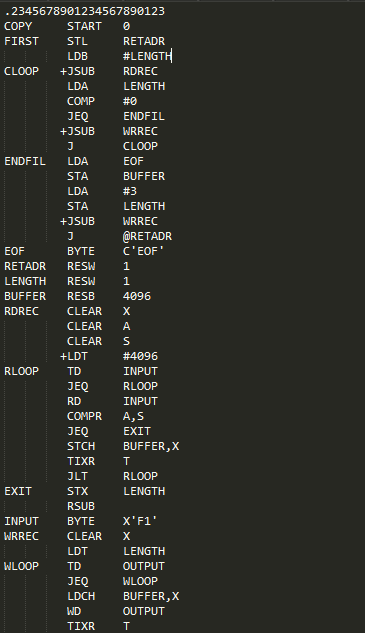 .2345678901234567890123
COPY     START   0
FIRST    STL     RETADR
         LDB     #LENGTH
CLOOP   +JSUB    RDREC
         LDA     LENGTH
         COMP    #0
         JEQ     ENDFIL
        +JSUB    WRREC
         J       CLOOP
ENDFIL   LDA     EOF
         STA     BUFFER
         LDA     #3
         STA     LENGTH
        +JSUB    WRREC
         J       @RETADR
EOF      BYTE    C'EOF'
RETADR   RESW    1
LENGTH   RESW    1
BUFFER   RESB    4096
RDREC    CLEAR   X
         CLEAR   A
         CLEAR   S
        +LDT     #4096
RLOOP    TD      INPUT
         JEQ     RLOOP
         RD      INPUT
         COMPR   A,S
         JEQ     EXIT
         STCH    BUFFER,X
         TIXR    T
         JLT     RLOOP
EXIT     STX     LENGTH
         RSUB
INPUT    BYTE    X'F1'
WRREC    CLEAR   X
         LDT     LENGTH
WLOOP    TD      OUTPUT
         JEQ     WLOOP
         LDCH    BUFFER,X
         WD      OUTPUT
         TIXR    T